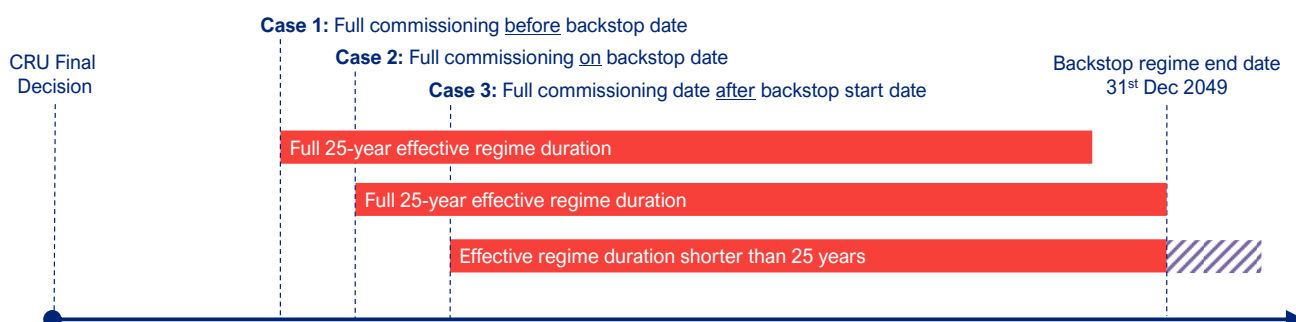 Case 1: Full commissioning before backstop date
CRU Final
Decision
Case 2: Full commissioning on backstop date
Backstop regime end date
31st Dec 2049
Case 3: Full commissioning date after backstop start date
Full 25-year effective regime duration
Full 25-year effective regime duration
Effective regime duration shorter than 25 years